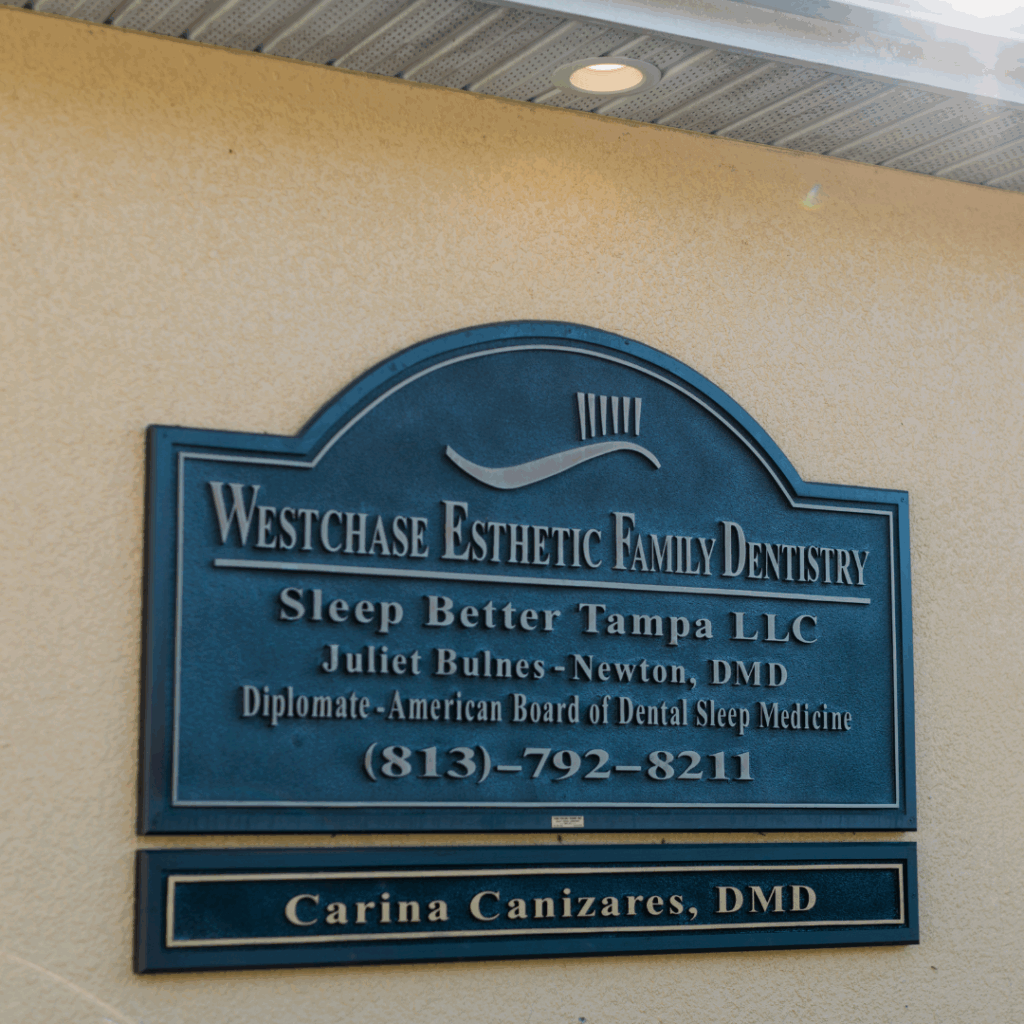 Westchase Esthetic Family Dentistry
Sleep Better Tampa LLC
Juliet Bulnes-Newton, DMD
Diplomate-American Board of Dental Sleep Medicine
(813)-792-8211
Carina Canizares, DMD